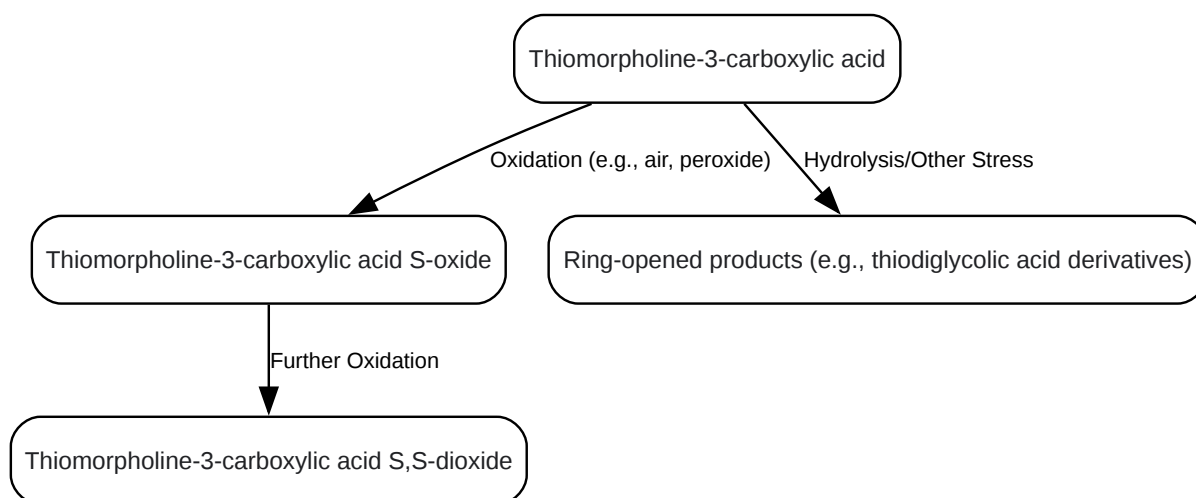 Thiomorpholine-3-carboxylic acid
Oxidation (e.g., air, peroxide)
Hydrolysis/Other Stress
Thiomorpholine-3-carboxylic acid S-oxide
Ring-opened products (e.g., thiodiglycolic acid derivatives)
Further Oxidation
Thiomorpholine-3-carboxylic acid S,S-dioxide